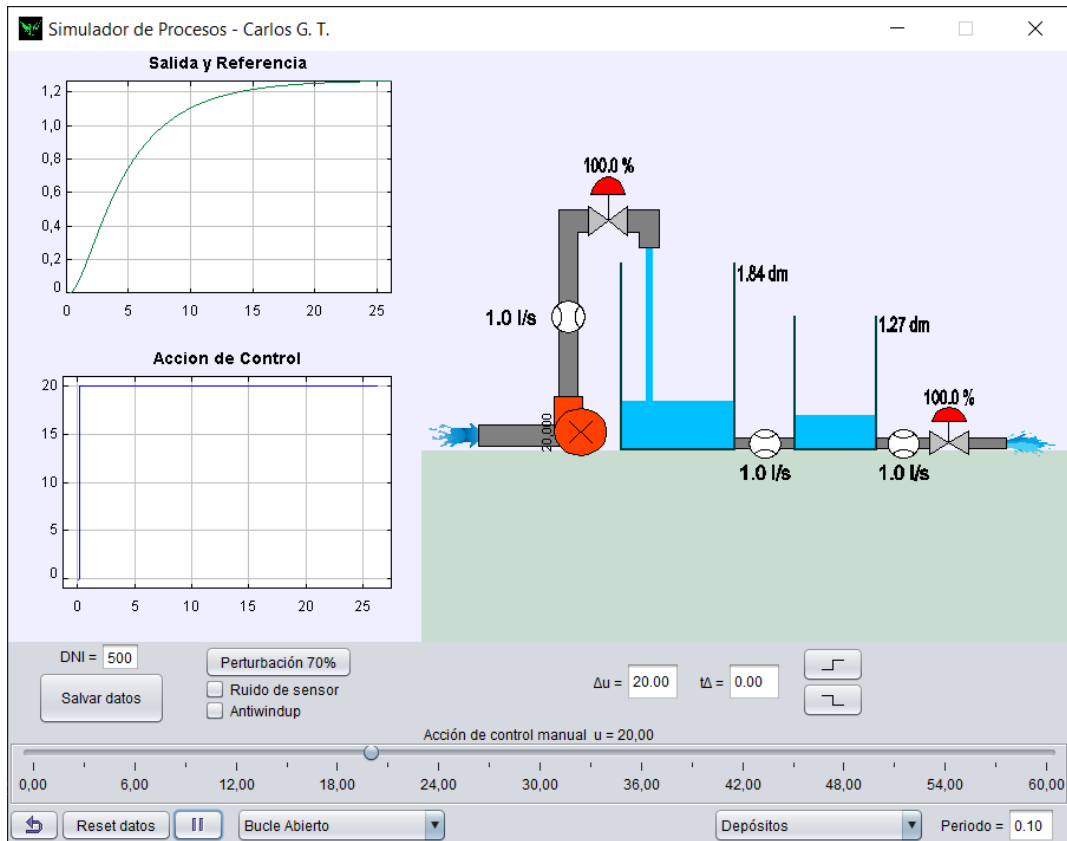 Simulador de Procesos - Carlos G. T.
Salida y Referencia
1,2
1,0
0,8
0,6
0,4
0,2
0
0 5 10 15 20 25
Accion de Control
20
15
10
5
0
0 5 10 15 20 25
100.0 %
1.84 dm
1.0 l/s
1.27 dm
100.0 %
20,000
1.0 l/s
1.0 l/s
DNI = 500
Salvar datos
Perturbación 70%
Ruido de sensor
Antiwindup
Δu = 20.00 tΔ = 0.00
Acción de control manual u = 20,00
0,00 6,00 12,00 18,00 24,00 30,00 36,00 42,00 48,00 54,00 60,00
Reset datos Bucle Abierto Depósitos Periodo = 0.10